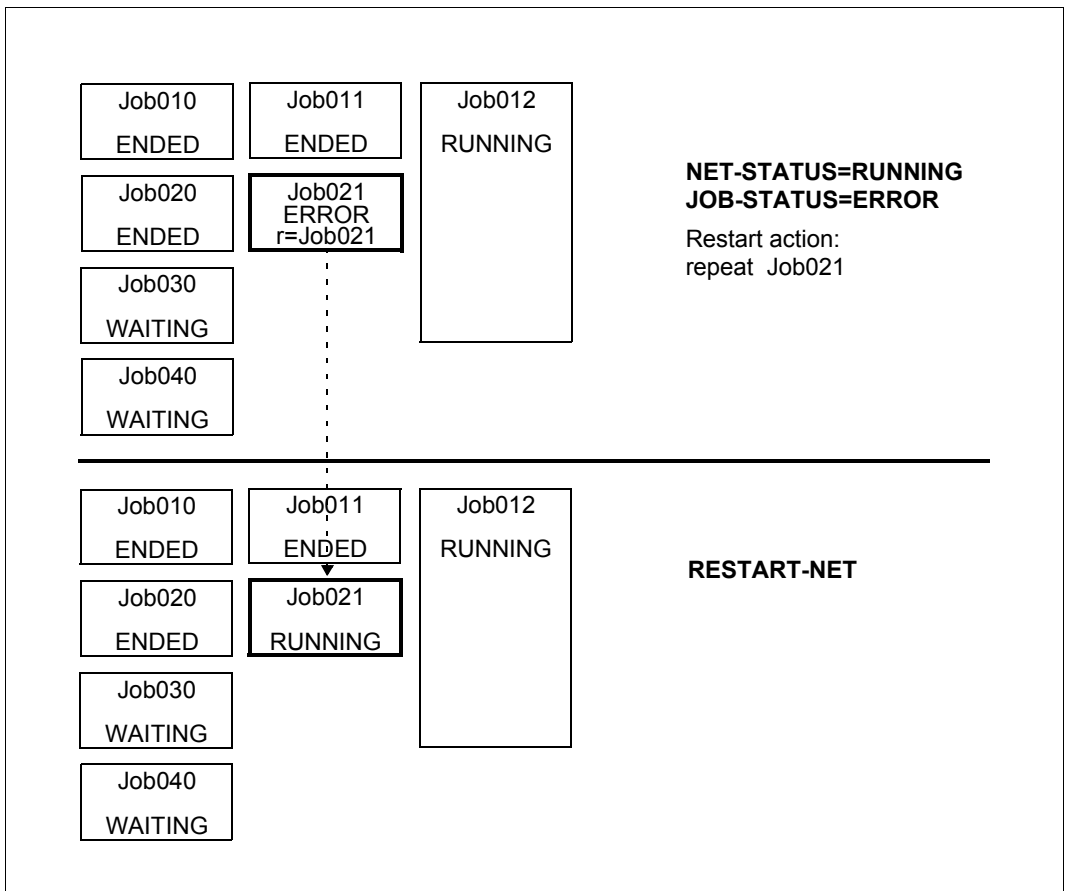 Job010
ENDED
Job011
ENDED
Job012
RUNNING
Job020
ENDED
Job021
ERROR
r=Job021
Job030
WAITING
Job040
WAITING
NET-STATUS=RUNNING
JOB-STATUS=ERROR
Restart action:
repeat Job021
Job010
ENDED
Job011
ENDED
Job012
RUNNING
Job020
ENDED
Job021
RUNNING
Job030
WAITING
Job040
WAITING
RESTART-NET